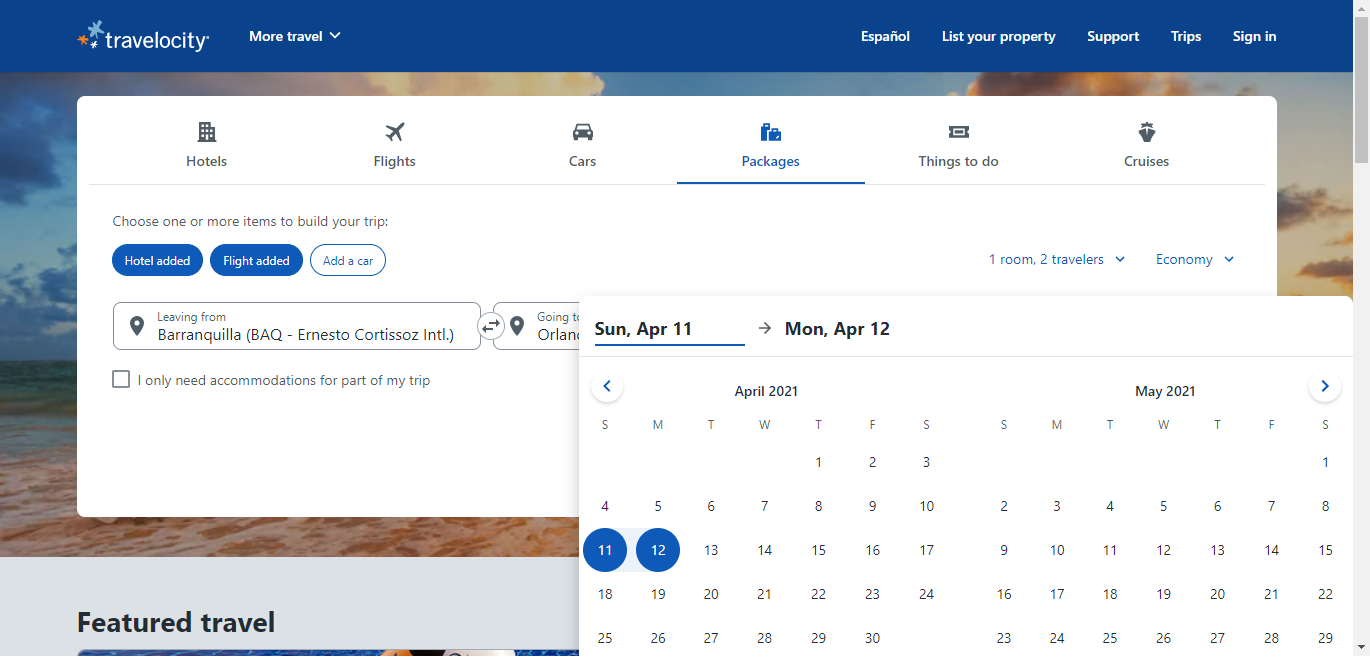 travelocity
More travel
Español
List your property
Support
Trips
Sign in
Hotels
Flights
Cars
Packages
Things to do
Cruises
Choose one or more items to build your trip:
Hotel added
Flight added
Add a car
1 room, 2 travelers
Economy
Leaving from
Barranquilla (BAQ - Ernesto Cortissoz Intl.)
Going to
Orlan
I only need accommodations for part of my trip
Sun, Apr 11
Mon, Apr 12
April 2021
S M T W T F S
1 2 3
4 5 6 7 8 9 10
11 12 13 14 15 16 17
18 19 20 21 22 23 24
25 26 27 28 29 30
May 2021
S M T W T F S
1
2 3 4 5 6 7 8
9 10 11 12 13 14 15
16 17 18 19 20 21 22
23 24 25 26 27 28 29
Featured travel